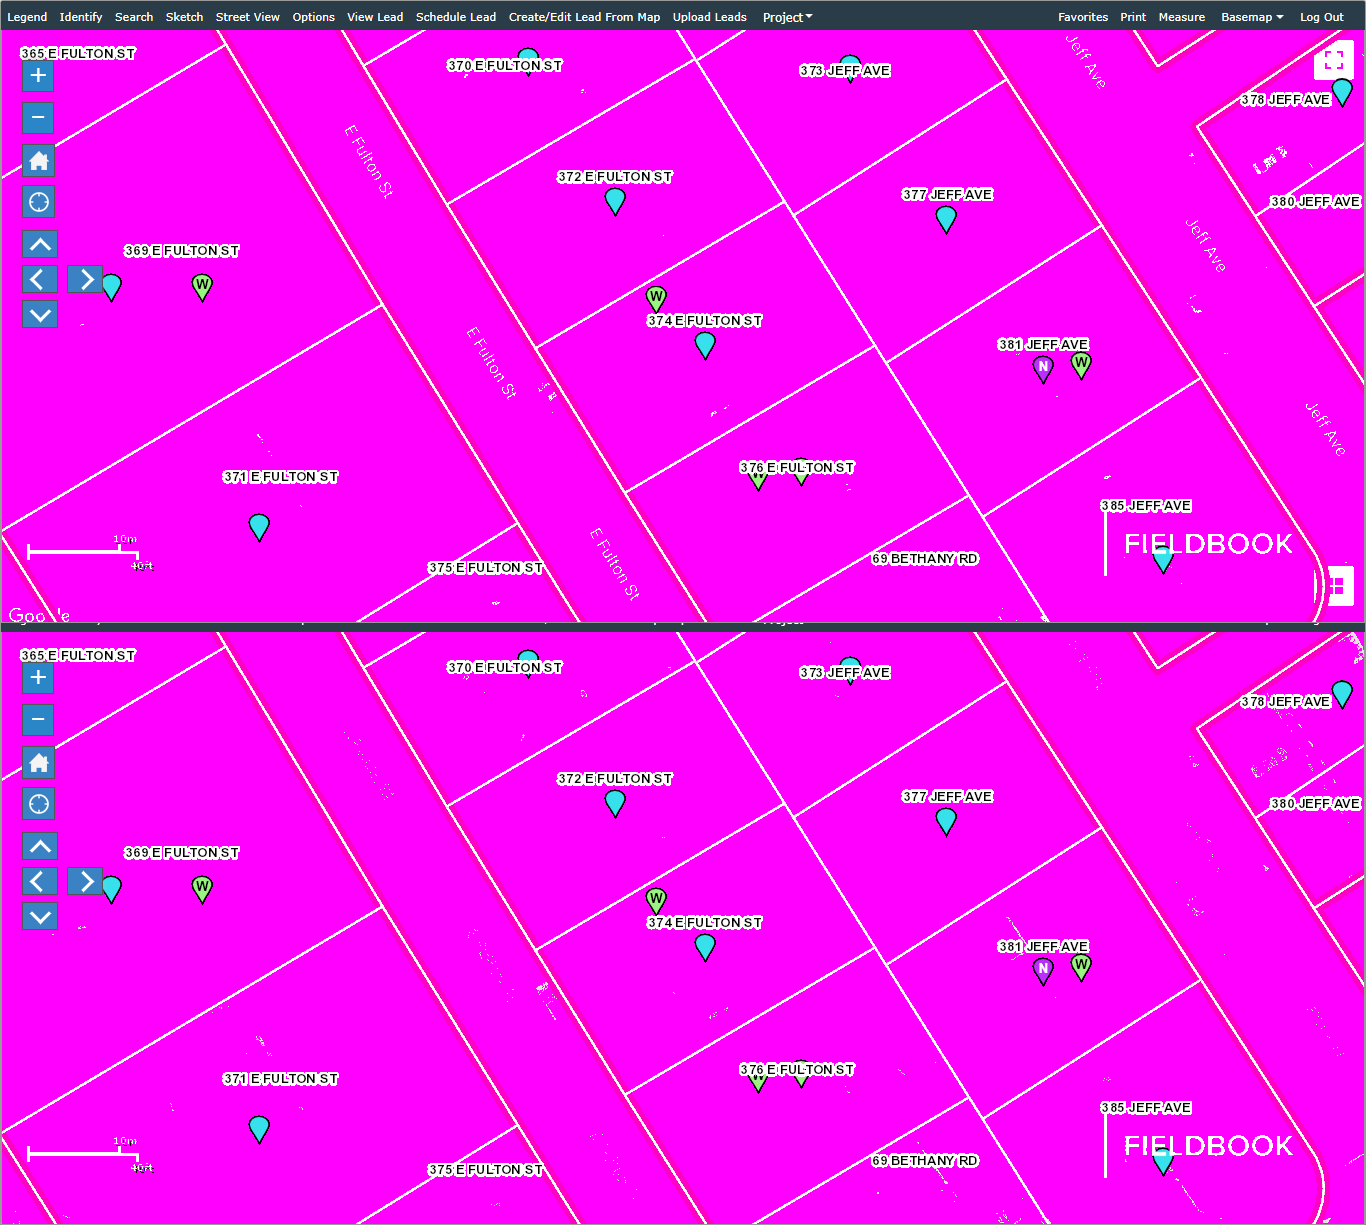 Legend Identify Search Sketch Street View Options View Lead Schedule Lead Create/Edit Lead From Map Upload Leads Project Favorites Print Measure Basemap Log Out
365 E FULTON ST
370 E FULTON ST
373 JEFF AVE
Jeff Ave
378 JEFF AVE
E Fulton St
372 E FULTON ST
377 JEFF AVE
380 JEFF AVE
Jeff Ave
369 E FULTON ST
W
W
374 E FULTON ST
381 JEFF AVE
N
W
E Fulton St
Jeff Ave
371 E FULTON ST
376 E FULTON ST
W
385 JEFF AVE
10m
40ft
375 E FULTON ST
E Fulton St
69 BETHANY RD
FIELDBOOK
365 E FULTON ST
370 E FULTON ST
373 JEFF AVE
378 JEFF AVE
372 E FULTON ST
377 JEFF AVE
380 JEFF AVE
369 E FULTON ST
W
W
374 E FULTON ST
381 JEFF AVE
N
W
371 E FULTON ST
376 E FULTON ST
W
385 JEFF AVE
10m
40ft
375 E FULTON ST
69 BETHANY RD
FIELDBOOK